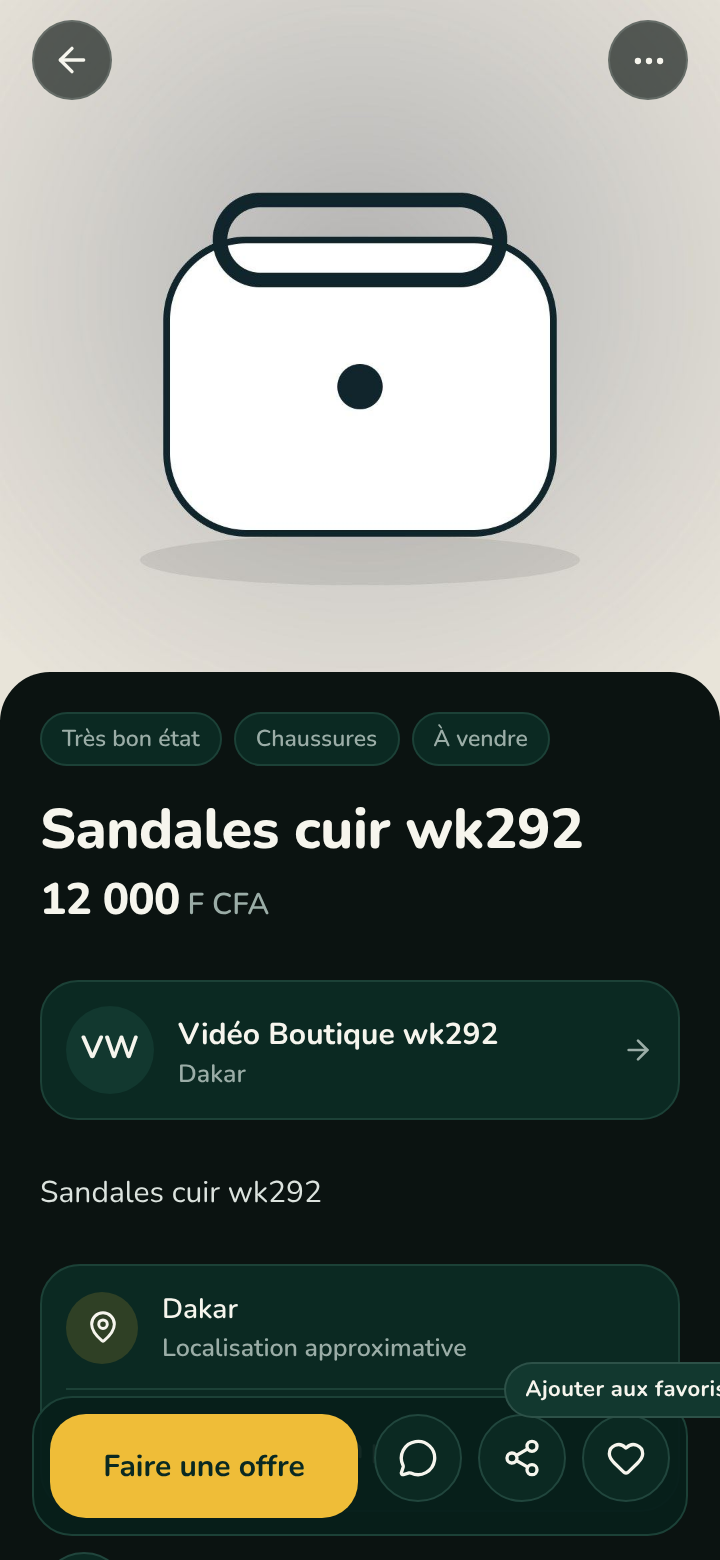 Très bon état
Chaussures
À vendre
Sandales cuir wk292
12 000 F CFA
VW
Vidéo Boutique wk292
Dakar
Sandales cuir wk292
Dakar
Localisation approximative
Ajouter aux favoris
Faire une offre